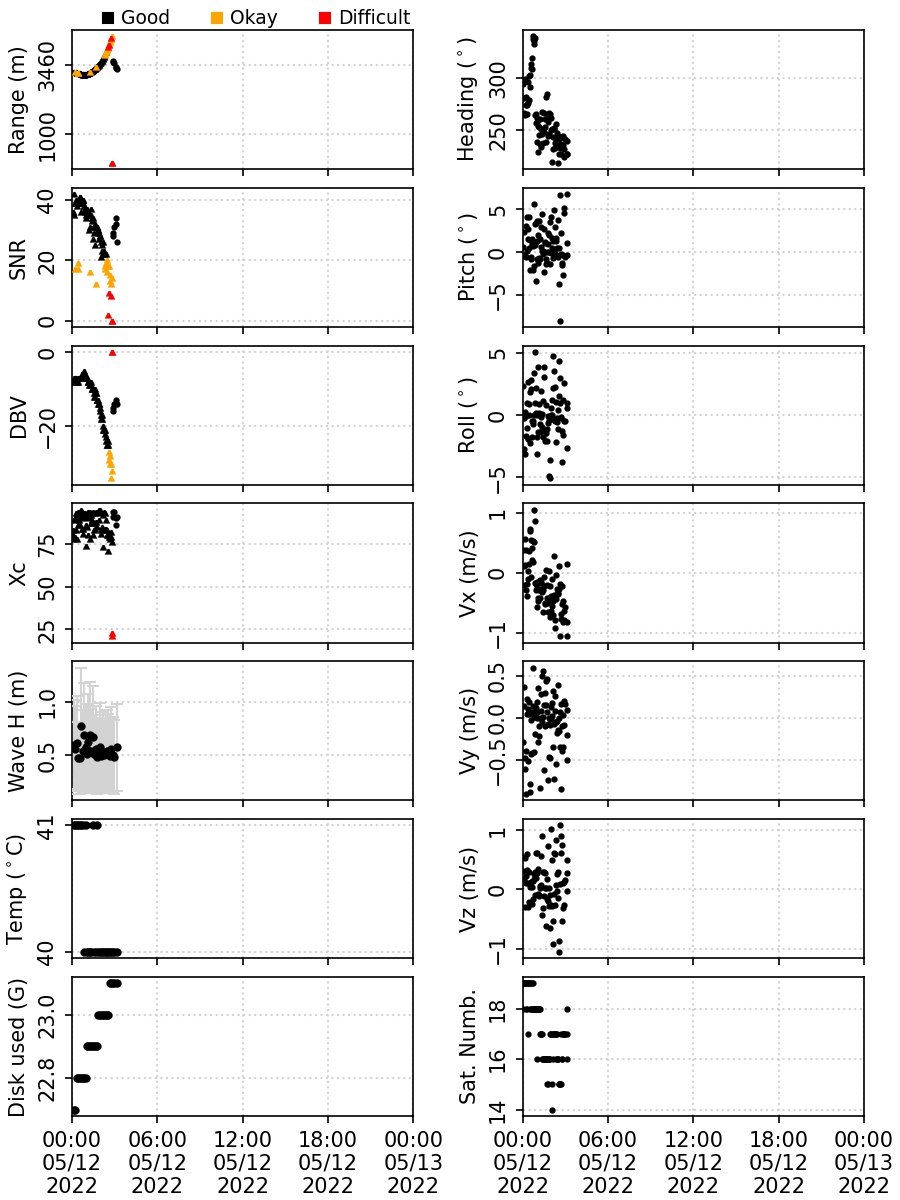 Good Okay Difficult
Range (m)
3460
1000
Heading (°)
300
250
SNR
40
20
0
Pitch (°)
5
0
−5
DBV
0
−20
Roll (°)
5
0
−5
Xc
75
50
25
Vx (m/s)
1
0
−1
Wave H (m)
1.0
0.5
Vy (m/s)
0.5
0.0
−0.5
Temp (°C)
41
40
Vz (m/s)
1
0
−1
Disk used (G)
23.0
22.8
Sat. Numb.
18
16
14
00:00 06:00 12:00 18:00 00:00
05/12 05/12 05/12 05/12 05/13
2022 2022 2022 2022 2022
00:00 06:00 12:00 18:00 00:00
05/12 05/12 05/12 05/12 05/13
2022 2022 2022 2022 2022